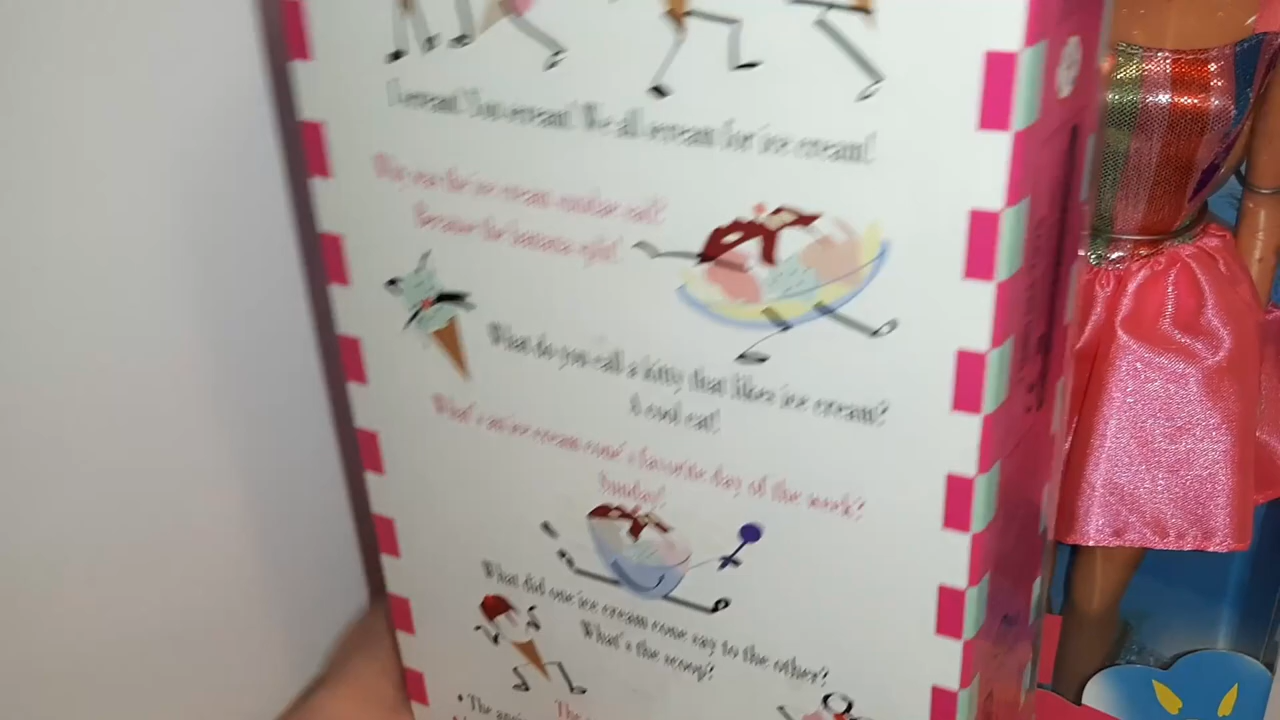 I scream! You scream! We all scream for ice cream!
Why was the ice cream sundae sad?
Because the banana split!
What do you call a kitty that likes ice cream?
A cool cat!
What's an ice cream cone's favorite day of the week?
Sunday!
What did one ice cream cone say to the other?
What's the scoop?
• The